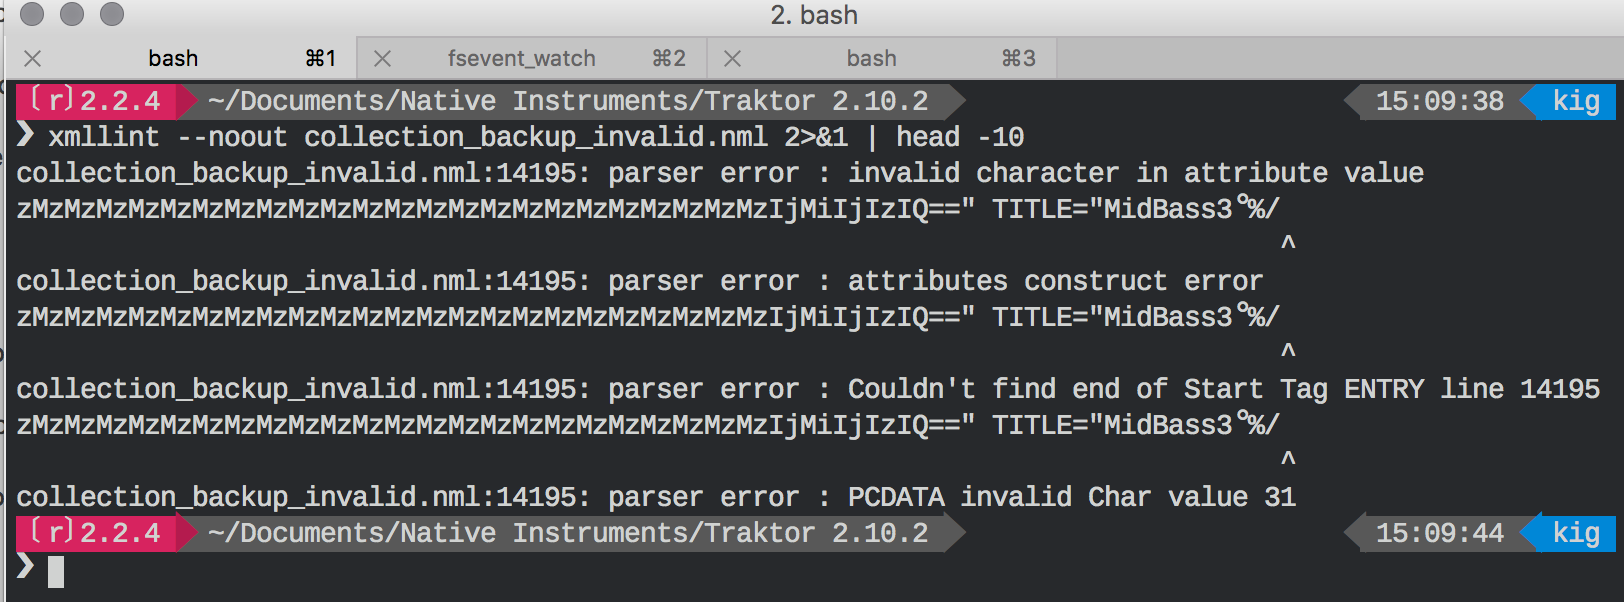 2. bash
bash ⌘1 fsevent_watch ⌘2 bash ⌘3
〔r〕2.2.4 ~/Documents/Native Instruments/Traktor 2.10.2 15:09:38 kig
❯ xmllint --noout collection_backup_invalid.nml 2>&1 | head -10
collection_backup_invalid.nml:14195: parser error : invalid character in attribute value
zMzMzMzMzMzMzMzMzMzMzMzMzMzMzMzMzMzMzMzMzMzMzMzIjMiIjIzIQ==" TITLE="MidBass3°%/
^
collection_backup_invalid.nml:14195: parser error : attributes construct error
zMzMzMzMzMzMzMzMzMzMzMzMzMzMzMzMzMzMzMzMzMzMzMzIjMiIjIzIQ==" TITLE="MidBass3°%/
^
collection_backup_invalid.nml:14195: parser error : Couldn't find end of Start Tag ENTRY line 14195
zMzMzMzMzMzMzMzMzMzMzMzMzMzMzMzMzMzMzMzMzMzMzMzIjMiIjIzIQ==" TITLE="MidBass3°%/
^
collection_backup_invalid.nml:14195: parser error : PCDATA invalid Char value 31
〔r〕2.2.4 ~/Documents/Native Instruments/Traktor 2.10.2 15:09:44 kig
❯